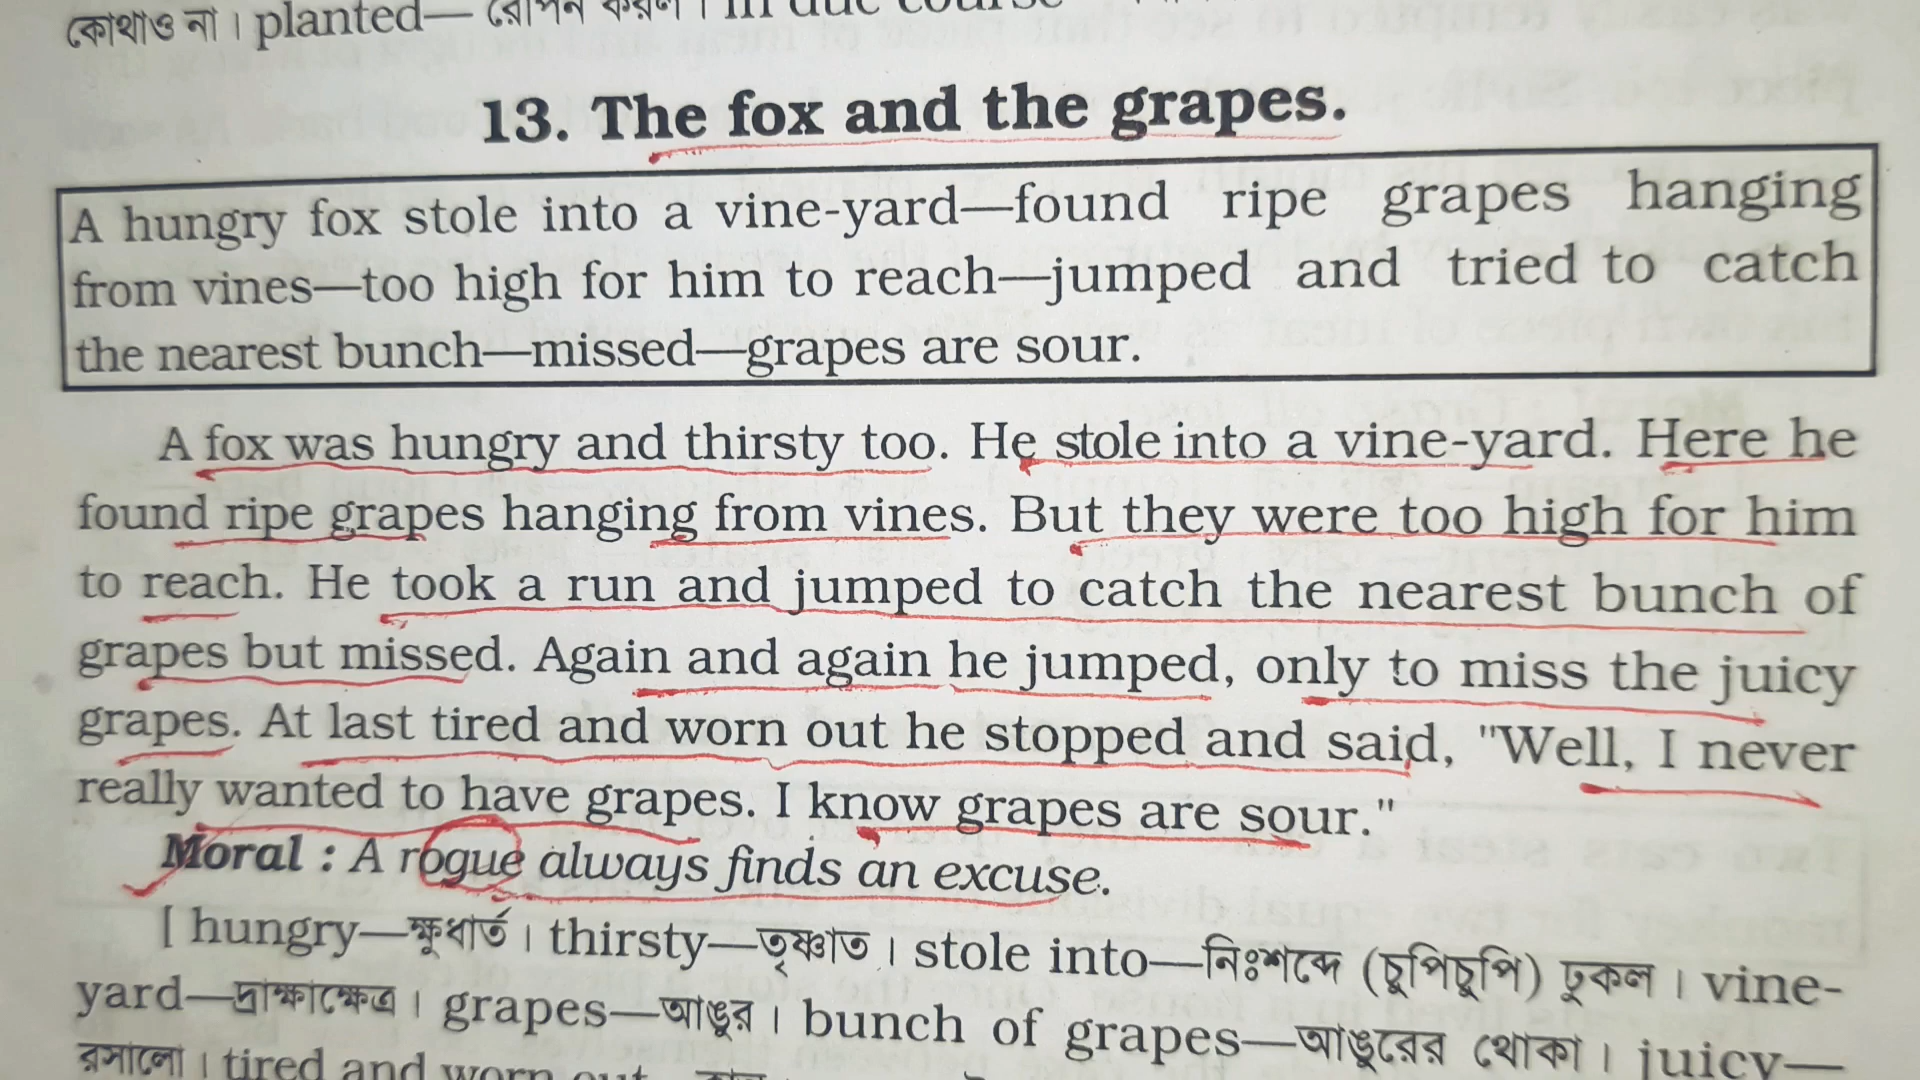 কোথাও না । planted— রোপন করল । in due course
13. The fox and the grapes.
A hungry fox stole into a vine-yard—found ripe grapes hanging
from vines—too high for him to reach—jumped and tried to catch
the nearest bunch—missed—grapes are sour.
A fox was hungry and thirsty too. He stole into a vine-yard. Here he
found ripe grapes hanging from vines. But they were too high for him
to reach. He took a run and jumped to catch the nearest bunch of
grapes but missed. Again and again he jumped, only to miss the juicy
grapes. At last tired and worn out he stopped and said, "Well, I never
really wanted to have grapes. I know grapes are sour."
Moral : A rogue always finds an excuse.
[ hungry—ক্ষুধার্ত । thirsty—তৃষ্ণাত । stole into—নিঃশব্দে (চুপিচুপি) ঢুকল । vine-
yard—দ্রাক্ষাক্ষেত্র । grapes—আঙুর । bunch of grapes—আঙুরের থোকা । juicy—
রসালো । tired and worn out